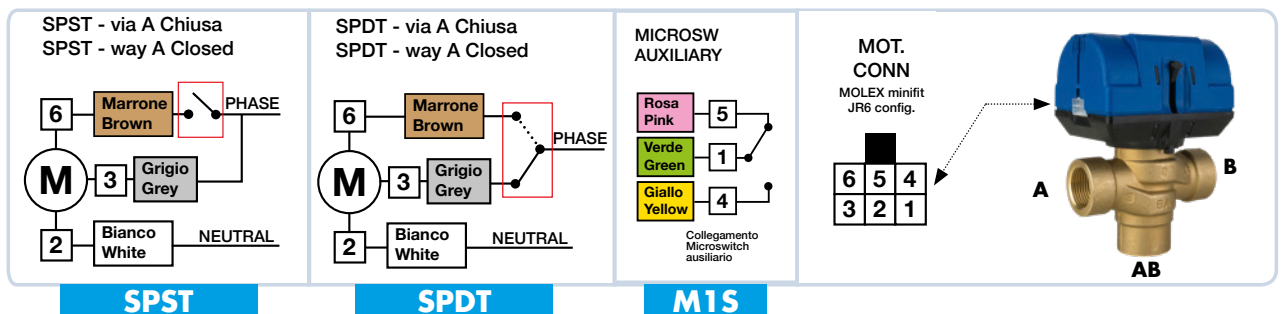 SPST - via A Chiusa
SPST - way A Closed
6
Marrone
Brown
PHASE
M
3
Grigio
Grey
2
Bianco
White
NEUTRAL
SPST
SPDT - via A Chiusa
SPDT - way A Closed
6
Marrone
Brown
PHASE
M
3
Grigio
Grey
2
Bianco
White
NEUTRAL
SPDT
MICROSW
AUXILIARY
Rosa
Pink
5
Verde
Green
1
Giallo
Yellow
4
Collegamento
Microswitch
ausiliario
M1S
MOT.
CONN
MOLEX minifit
JR6 config.
6 5 4
3 2 1
A
B
AB